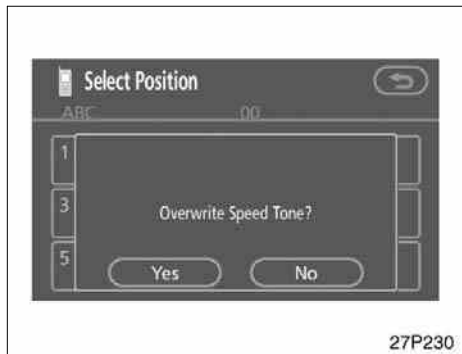 Select Position
ABC 00
1
3
Overwrite Speed Tone?
5
Yes No
27P230